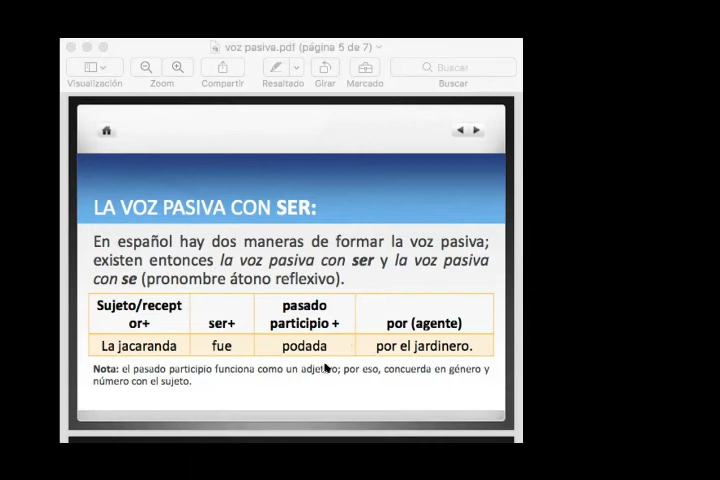 voz pasiva.pdf (página 5 de 7)
Buscar
Visualización Zoom Compartir Resaltado Girar Marcado Buscar
LA VOZ PASIVA CON SER:
En español hay dos maneras de formar la voz pasiva;
existen entonces la voz pasiva con ser y la voz pasiva
con se (pronombre átono reflexivo).
Sujeto/recept pasado
or+ ser+ participio + por (agente)
La jacaranda fue podada por el jardinero.
Nota: el pasado participio funciona como un adjetivo; por eso, concuerda en género y
número con el sujeto.